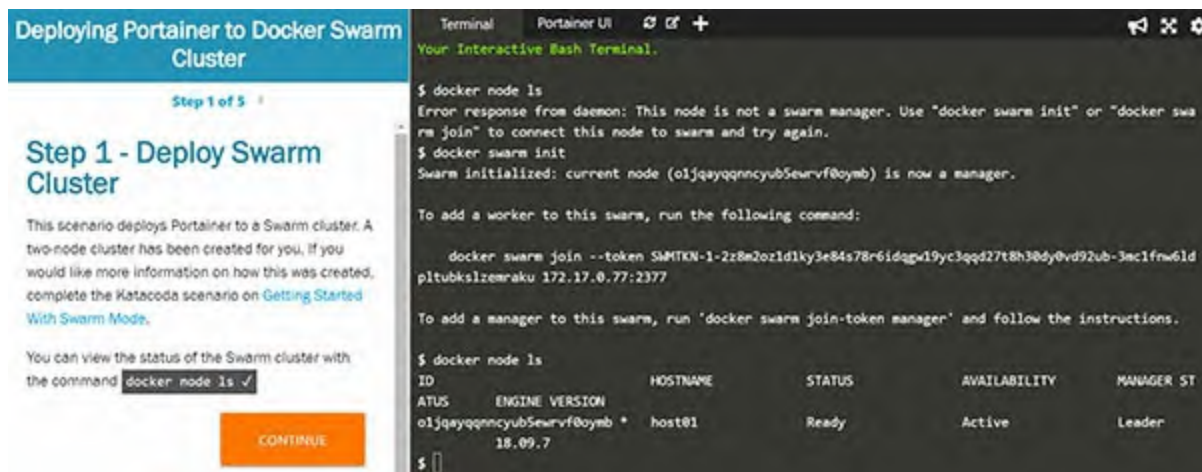 Deploying Portainer to Docker Swarm
Cluster
Step 1 of 5
Step 1 - Deploy Swarm
Cluster
This scenario deploys Portainer to a Swarm cluster. A
two-node cluster has been created for you. If you
would like more information on how this was created,
complete the Katacoda scenario on Getting Started
With Swarm Mode.
You can view the status of the Swarm cluster with
the command docker node ls ✓
CONTINUE
Terminal Portainer UI
Your Interactive Bash Terminal.
$ docker node ls
Error response from daemon: This node is not a swarm manager. Use "docker swarm init" or "docker swa
rm join" to connect this node to swarm and try again.
$ docker swarm init
Swarm initialized: current node (o1jqayqqnncyub5ewrvf0oymb) is now a manager.
To add a worker to this swarm, run the following command:
docker swarm join --token SWMTKN-1-2z8m2oz1d1ky3e84s78r6idqgw19yc3qqd27t8h30dy0vd92ub-3mc1fnw6ld
pltubkslzemraku 172.17.0.77:2377
To add a manager to this swarm, run 'docker swarm join-token manager' and follow the instructions.
$ docker node ls
ID HOSTNAME STATUS AVAILABILITY MANAGER ST
ATUS ENGINE VERSION
o1jqayqqnncyub5ewrvf0oymb * host01 Ready Active Leader
18.09.7
$